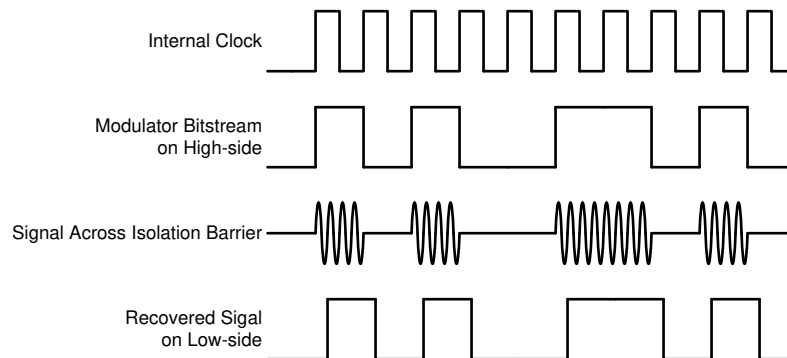 Internal Clock
Modulator Bitstream
on High-side
Signal Across Isolation Barrier
Recovered Sigal
on Low-side